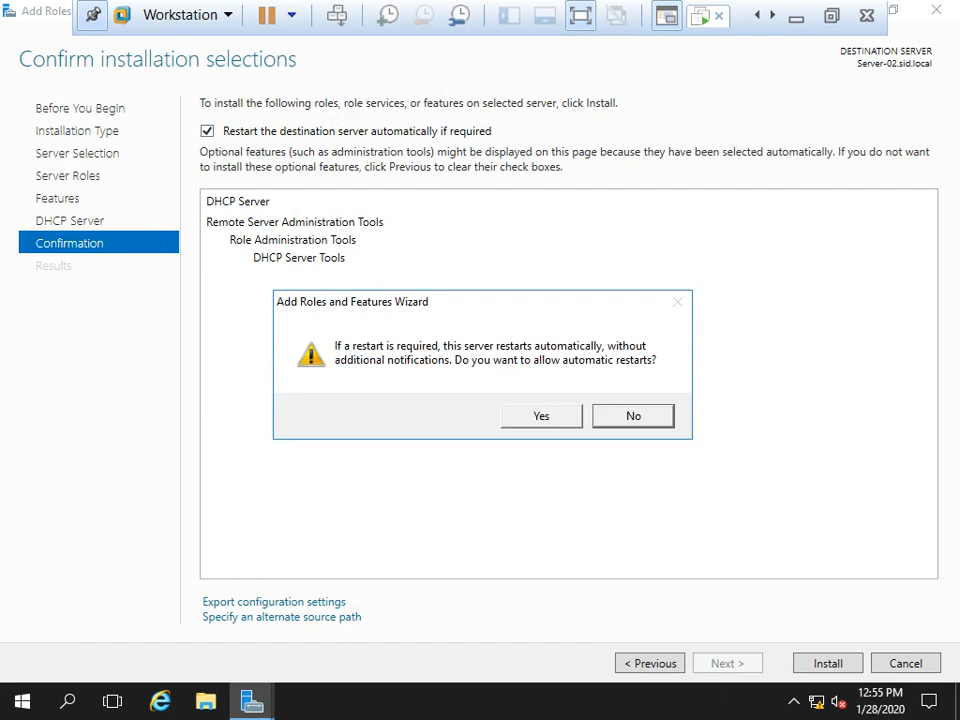 Add Roles
Workstation
Confirm installation selections
DESTINATION SERVER
Server-02.sid.local
Before You Begin
Installation Type
Server Selection
Server Roles
Features
DHCP Server
Confirmation
Results
To install the following roles, role services, or features on selected server, click Install.
Restart the destination server automatically if required
Optional features (such as administration tools) might be displayed on this page because they have been selected automatically. If you do not want
to install these optional features, click Previous to clear their check boxes.
DHCP Server
Remote Server Administration Tools
Role Administration Tools
DHCP Server Tools
Add Roles and Features Wizard
If a restart is required, this server restarts automatically, without
additional notifications. Do you want to allow automatic restarts?
Yes
No
Export configuration settings
Specify an alternate source path
< Previous
Next >
Install
Cancel
12:55 PM
1/28/2020